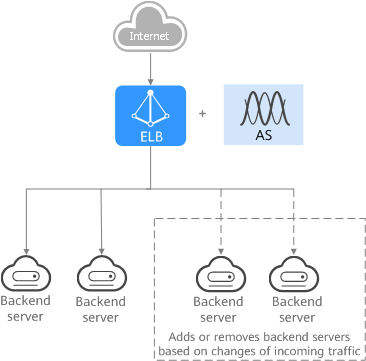 Internet
ELB
+
AS
Backend server
Backend server
Backend server
Backend server
Adds or removes backend servers
based on changes of incoming traffic